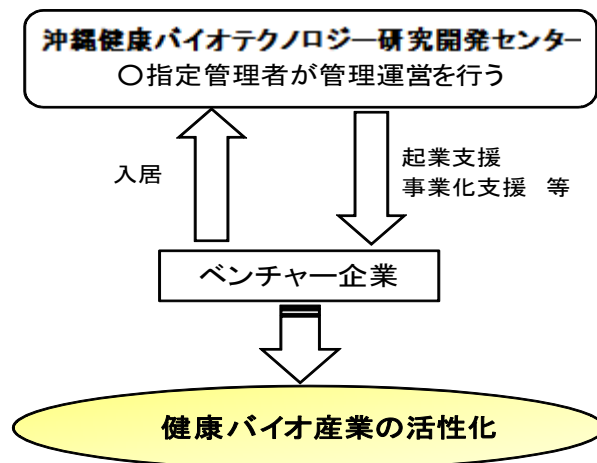 沖縄健康バイオテクノロジー研究開発センター
〇指定管理者が管理運営を行う
入居
起業支援
事業化支援　等
ベンチャー企業
健康バイオ産業の活性化